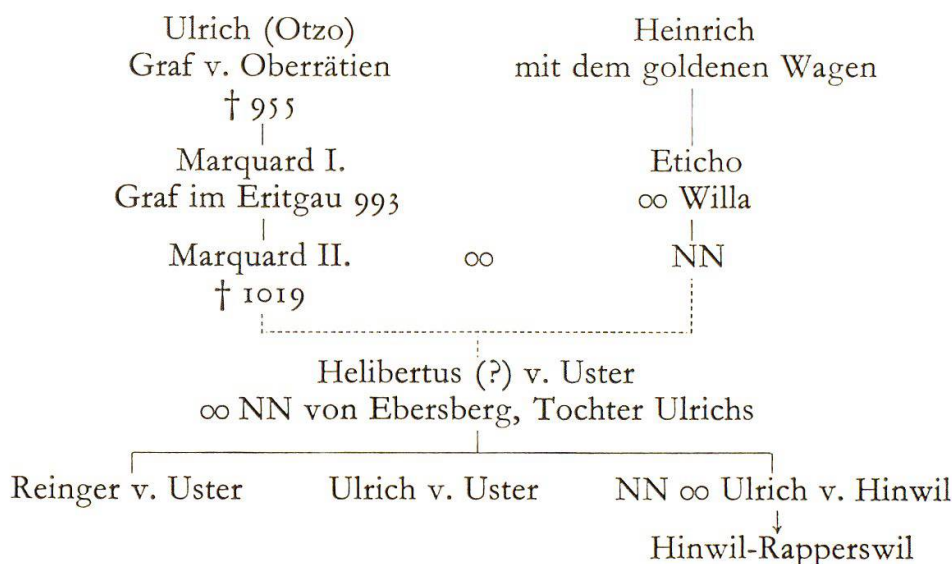 Ulrich (Otzo)
Graf v. Oberrätien
† 955
Heinrich
mit dem goldenen Wagen
Marquard I.
Graf im Eritgau 993
Eticho
∞ Willa
Marquard II. ∞ NN
† 1019
Helibertus (?) v. Uster
∞ NN von Ebersberg, Tochter Ulrichs
Reinger v. Uster Ulrich v. Uster NN ∞ Ulrich v. Hinwil
Hinwil-Rapperswil